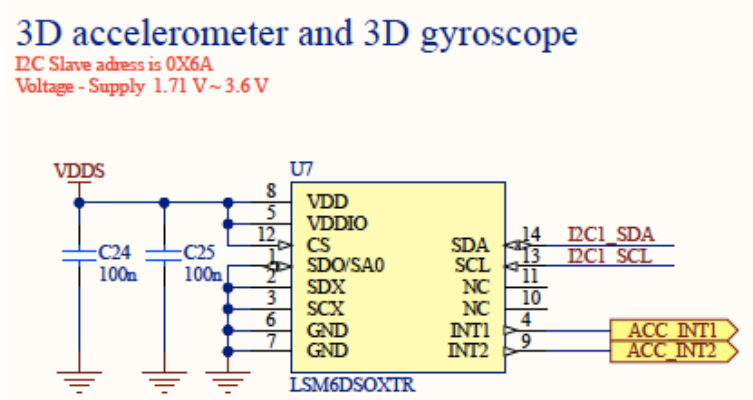 3D accelerometer and 3D gyroscope
I2C Slave adress is 0X6A
Voltage - Supply 1.71 V ~ 3.6 V
VDDS
U7
8 VDD
5 VDDIO
12 CS
1 SDO/SA0
2 SDX
3 SCX
6 GND
7 GND
SDA 14 I2C1_SDA
SCL 13 I2C1_SCL
NC 11
NC 10
INT1 4 ACC_INT1
INT2 9 ACC_INT2
C24
100n
C25
100n
LSM6DSOXTR